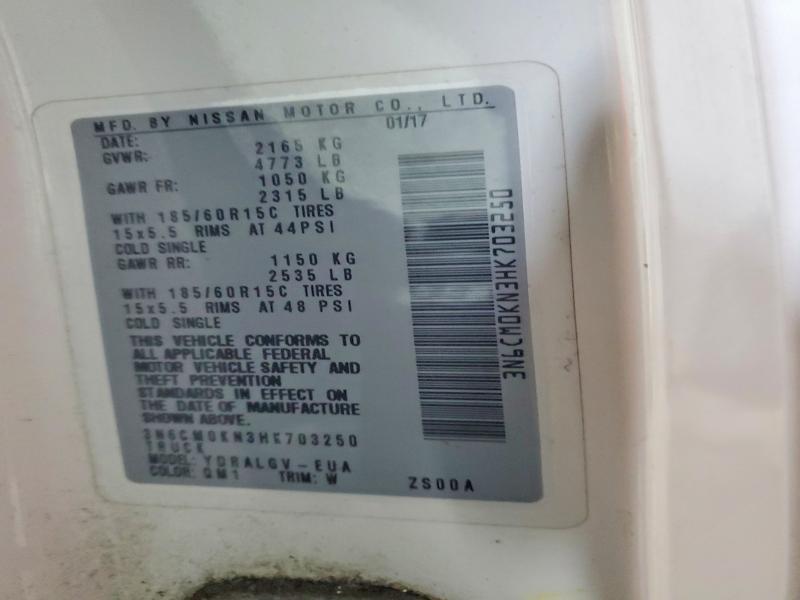 MFD. BY NISSAN MOTOR CO., LTD.
DATE: 01/17
GVWR: 2165 KG
4773 LB
GAWR FR: 1050 KG
2315 LB
WITH 185/60R15C TIRES
15x5.5 RIMS AT 44PSI
COLD SINGLE
GAWR RR: 1150 KG
2535 LB
WITH 185/60R15C TIRES
15x5.5 RIMS AT 48 PSI
COLD SINGLE
THIS VEHICLE CONFORMS TO
ALL APPLICABLE FEDERAL
MOTOR VEHICLE SAFETY AND
THEFT PREVENTION
STANDARDS IN EFFECT ON
THE DATE OF MANUFACTURE
SHOWN ABOVE.
3N6CM0KN3HK703250
TRUCK
MODEL: YDRALGV-EUA
COLOR: QM1 TRIM: W ZS00A
3N6CM0KN3HK703250